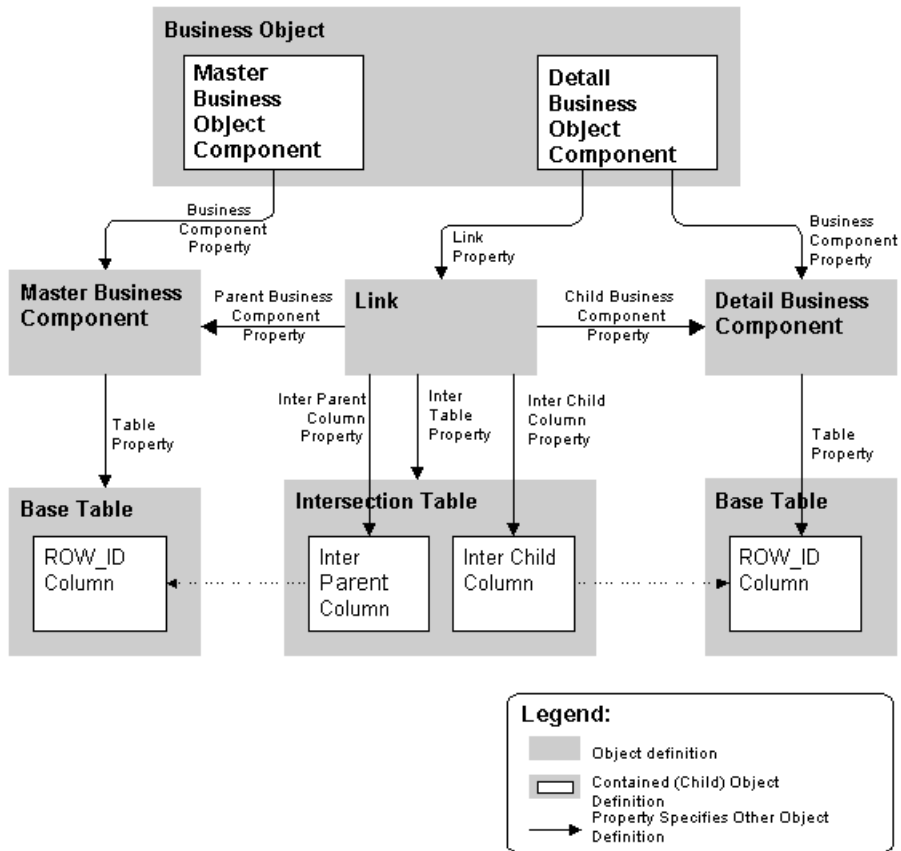 Business Object
Master
Business
Object
Component
Detail
Business
Object
Component
Business
Component
Property
Link
Property
Business
Component
Property
Master Business
Component
Parent Business
Component
Property
Link
Child Business
Component
Property
Detail Business
Component
Table
Property
Inter Parent
Column
Property
Inter
Table
Property
Inter Child
Column
Property
Table
Property
Base Table
ROW_ID
Column
Intersection Table
Inter
Parent
Column
Inter Child
Column
Base Table
ROW_ID
Column
Legend:
Object definition
Contained (Child) Object
Definition
Property Specifies Other Object
Definition